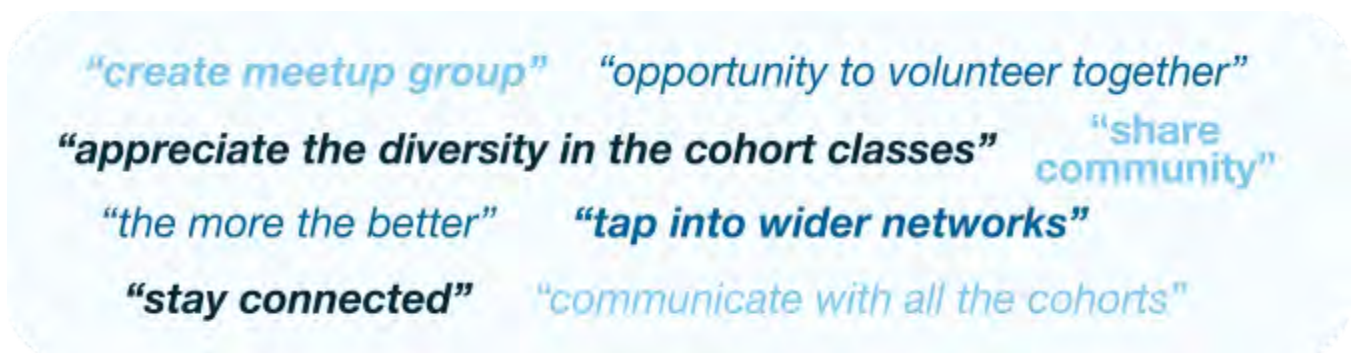 “create meetup group” “opportunity to volunteer together”
“appreciate the diversity in the cohort classes” “share
community”
“the more the better” “tap into wider networks”
“stay connected” “communicate with all the cohorts”